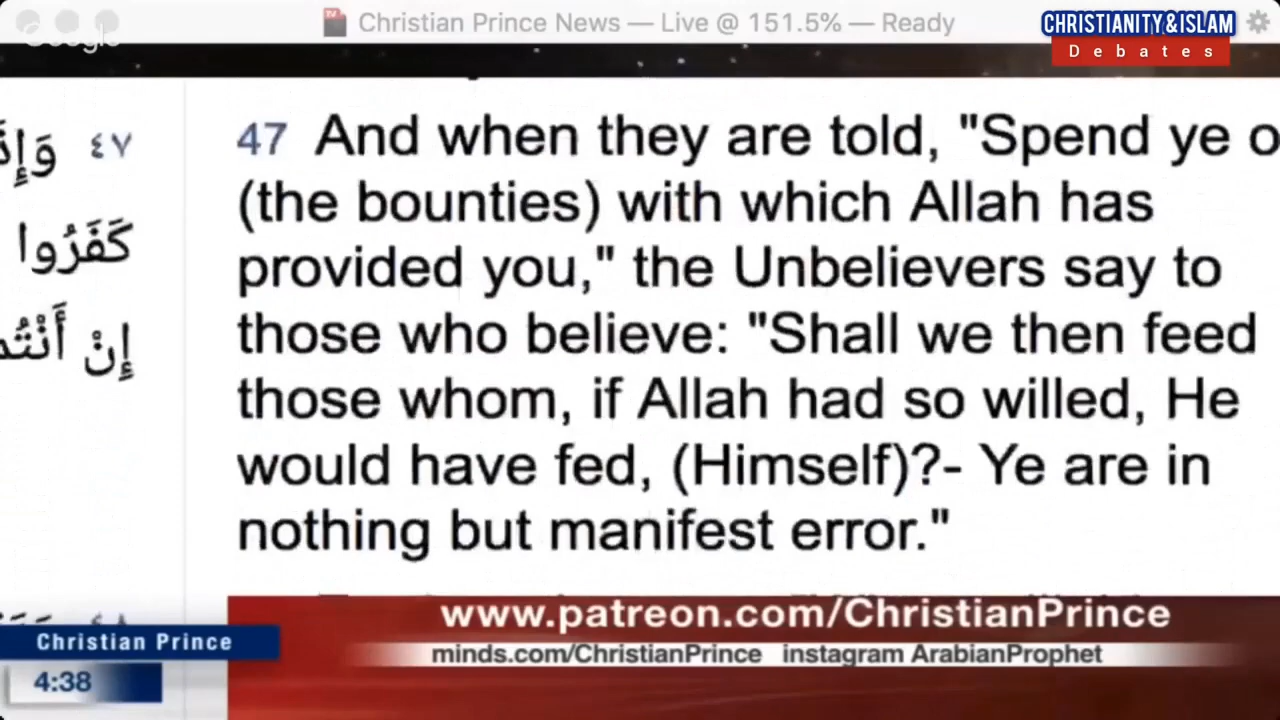 Christian Prince News — Live @ 151.5% — Ready
Google
CHRISTIANITY&ISLAM
Debates
47 And when they are told, "Spend ye o
(the bounties) with which Allah has
provided you," the Unbelievers say to
those who believe: "Shall we then feed
those whom, if Allah had so willed, He
would have fed, (Himself)?- Ye are in
nothing but manifest error."
٤٧
كَفَرُوا
إِنْ
www.patreon.com/ChristianPrince
minds.com/ChristianPrince instagram ArabianProphet
Christian Prince
4:38